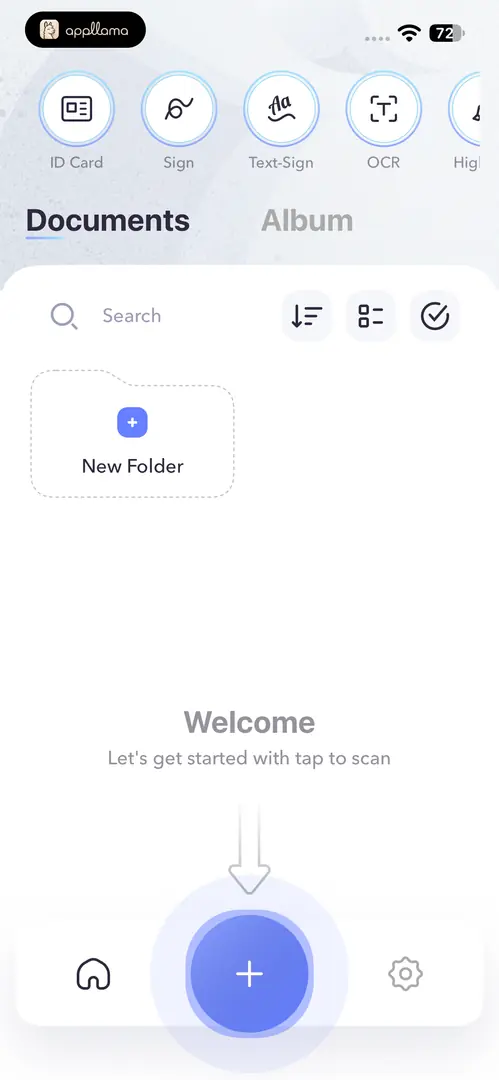 appllama
72
ID Card
Sign
Text-Sign
OCR
Documents
Album
Search
New Folder
Welcome
Let's get started with tap to scan